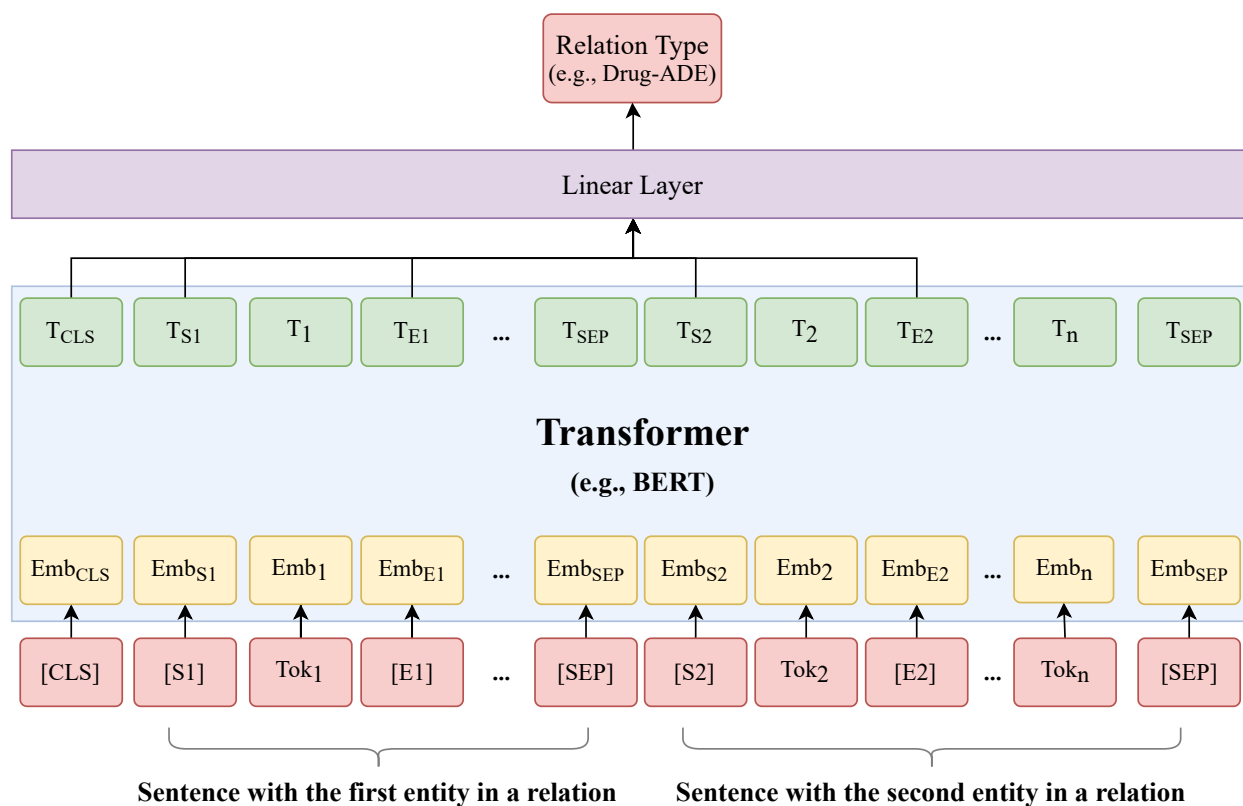 Relation Type
(e.g., Drug-ADE)
Linear Layer
T_CLS T_S1 T_1 T_E1 ... T_SEP T_S2 T_2 T_E2 ... T_n T_SEP
Transformer
(e.g., BERT)
Emb_CLS Emb_S1 Emb_1 Emb_E1 ... Emb_SEP Emb_S2 Emb_2 Emb_E2 ... Emb_n Emb_SEP
[CLS] [S1] Tok_1 [E1] ... [SEP] [S2] Tok_2 [E2] ... Tok_n [SEP]
Sentence with the first entity in a relation Sentence with the second entity in a relation